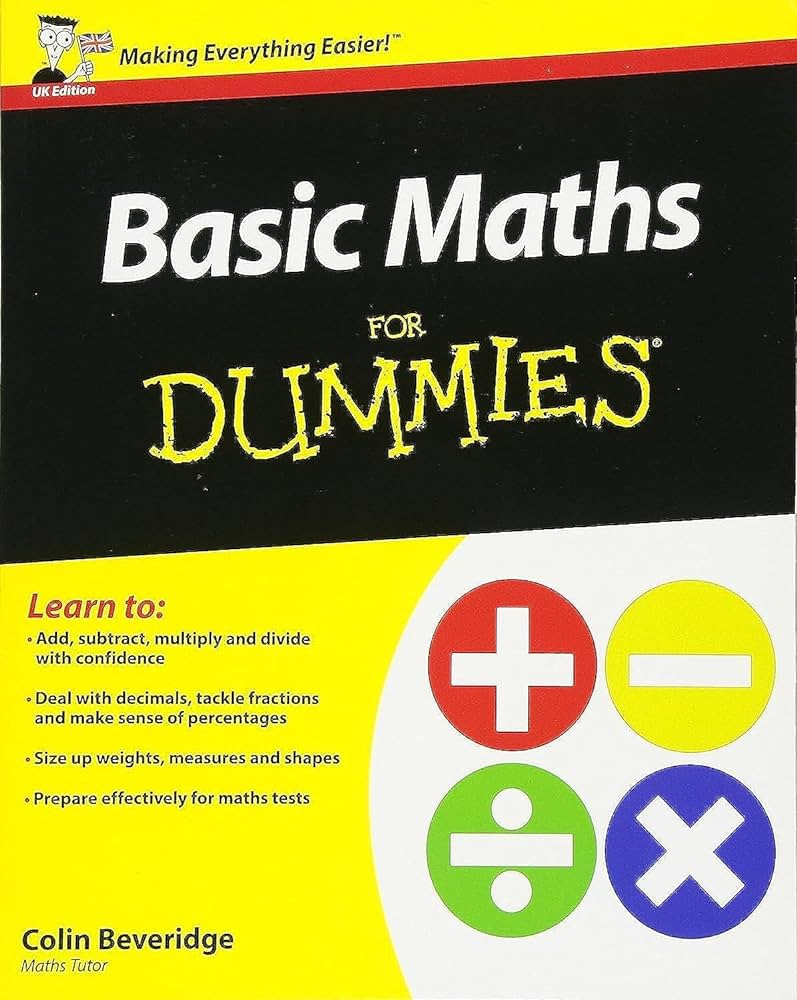 Making Everything Easier!™
UK Edition
Basic Maths
FOR
DUMMIES®
Learn to:
• Add, subtract, multiply and divide
with confidence
• Deal with decimals, tackle fractions
and make sense of percentages
• Size up weights, measures and shapes
• Prepare effectively for maths tests
Colin Beveridge
Maths Tutor